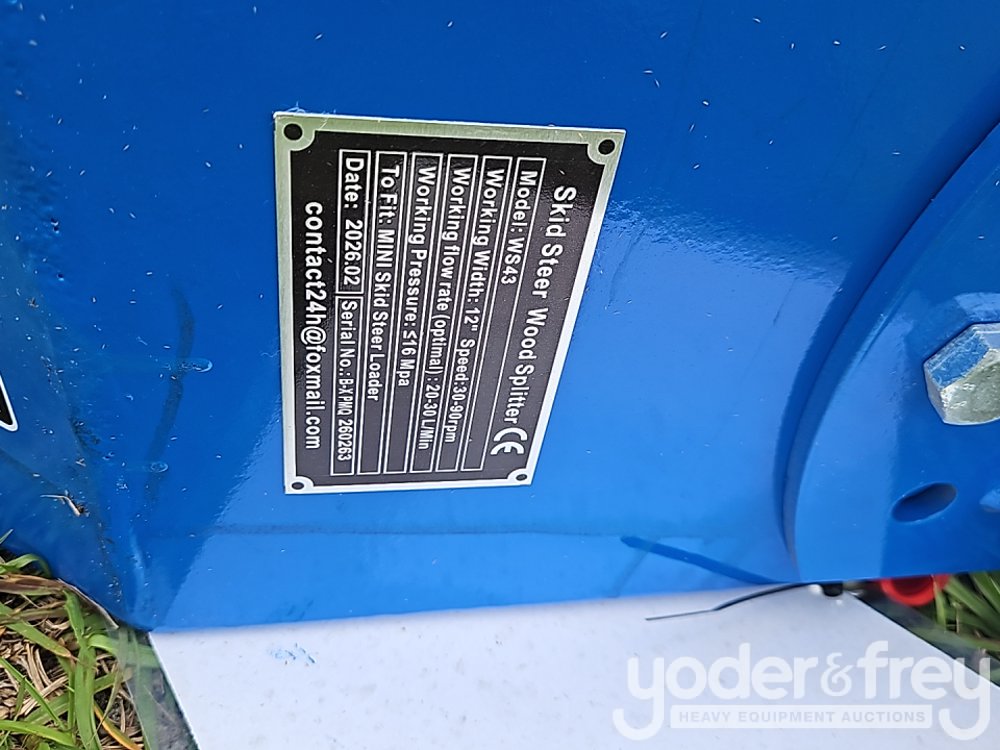 Skid Steer Wood Splitter CE
Model: WS43
Working Width: 12" Speed:30-90rpm
Working flow rate (optimal) : 20-30 L/Min
Working Pressure: ≤16 Mpa
To Fit: MINI Skid Steer Loader
Date: 2026.02 Serial No.: B-X PMQ 260263
contact24h@foxmail.com
yoder&frey
HEAVY EQUIPMENT AUCTIONS